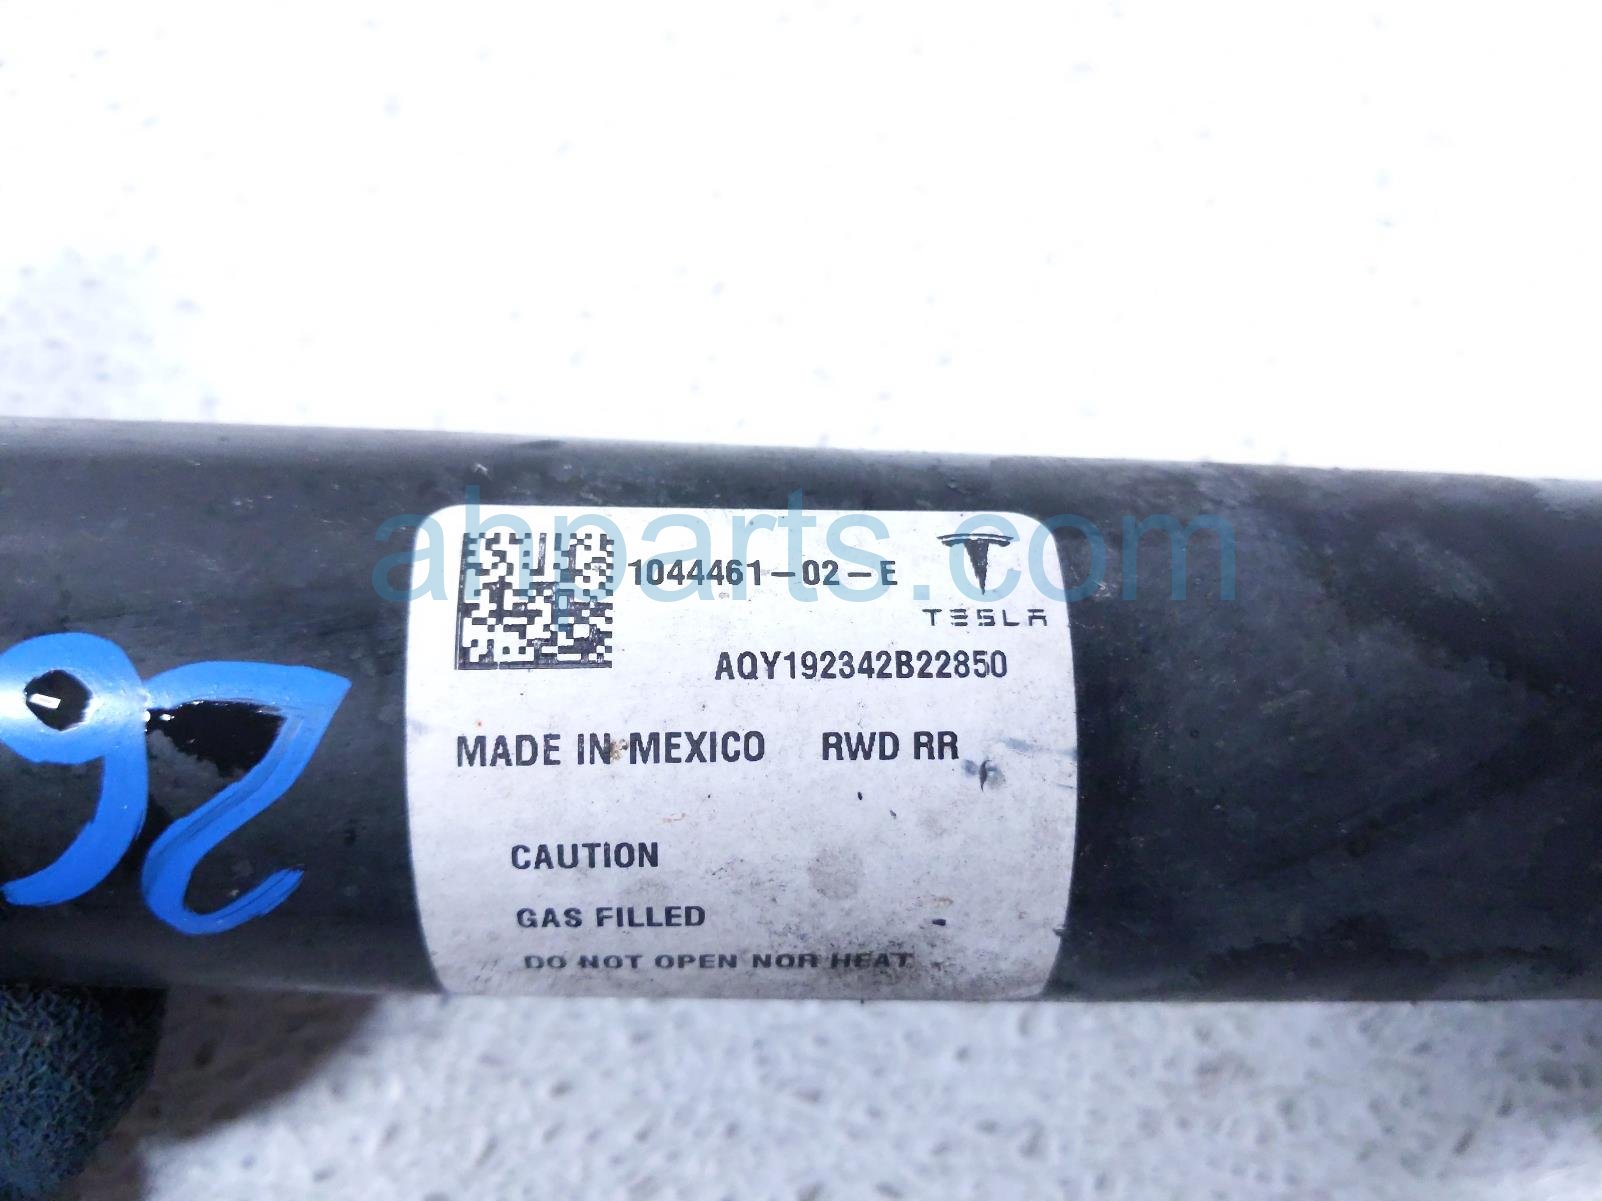 ahparts.com
1044461-02-E
TESLA
AQY192342B22850
MADE IN MEXICO RWD RR
CAUTION
GAS FILLED
DO NOT OPEN NOR HEAT